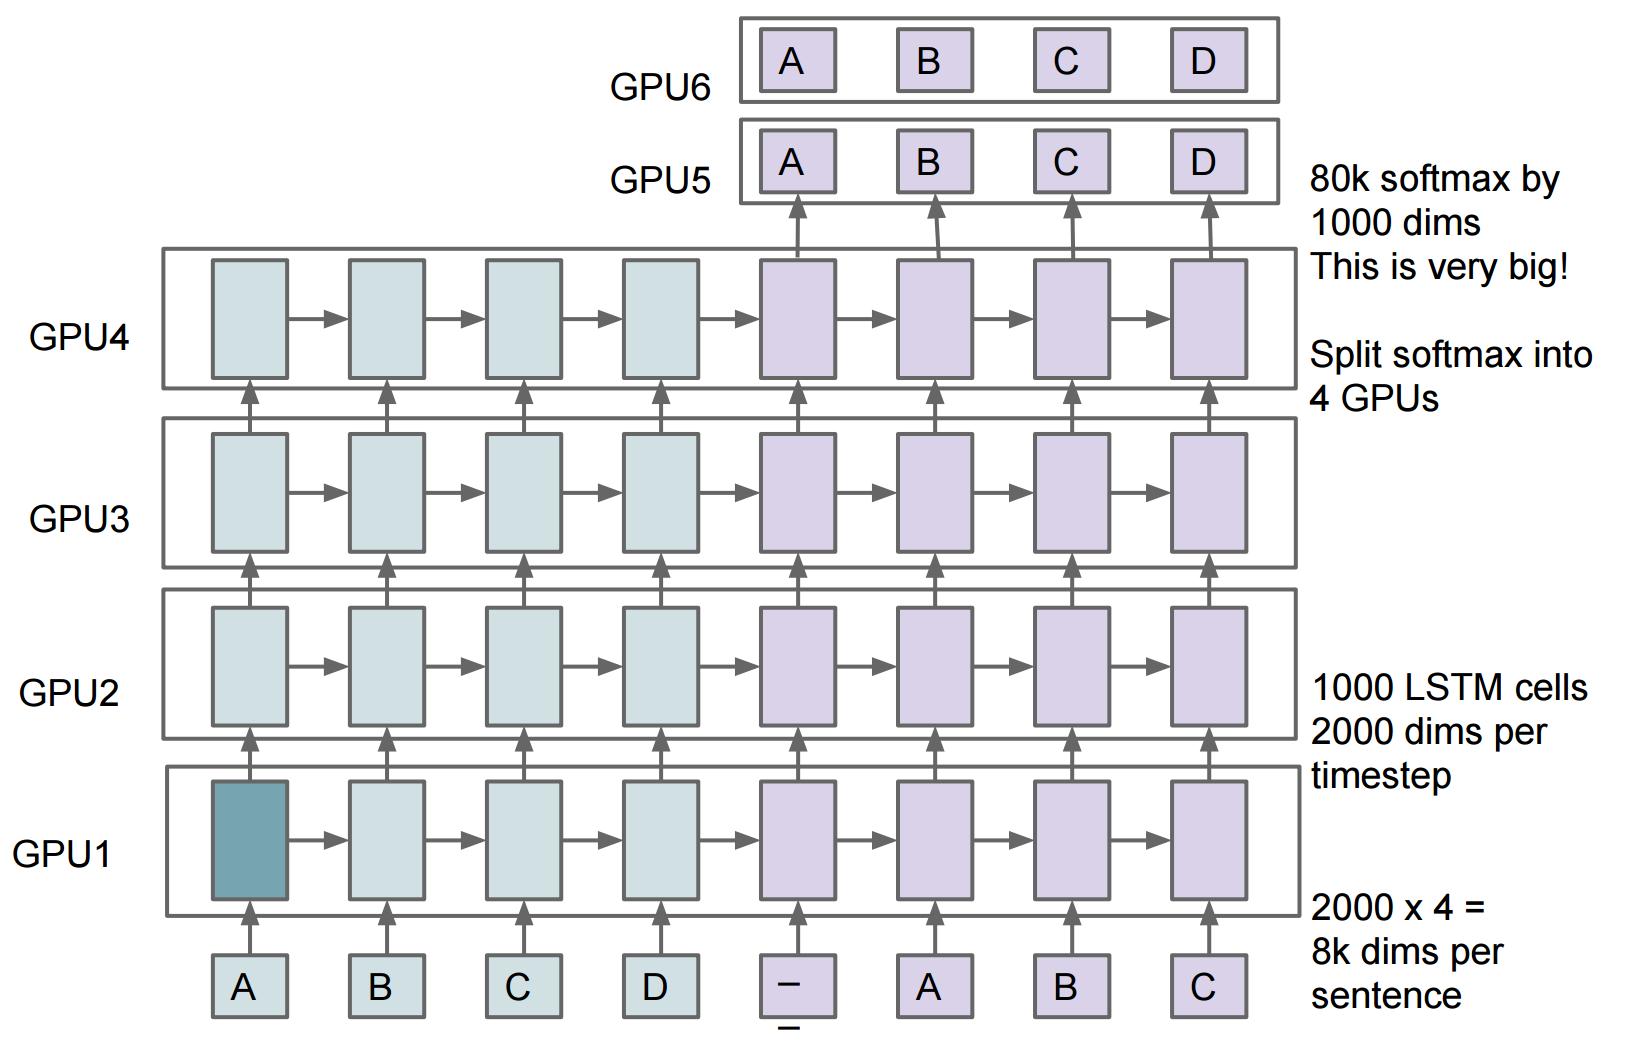 A B C D
GPU6
A B C D
GPU5
80k softmax by
1000 dims
This is very big!
GPU4
Split softmax into
4 GPUs
GPU3
GPU2
1000 LSTM cells
2000 dims per
timestep
GPU1
2000 x 4 =
8k dims per
sentence
A B C D _ A B C
_